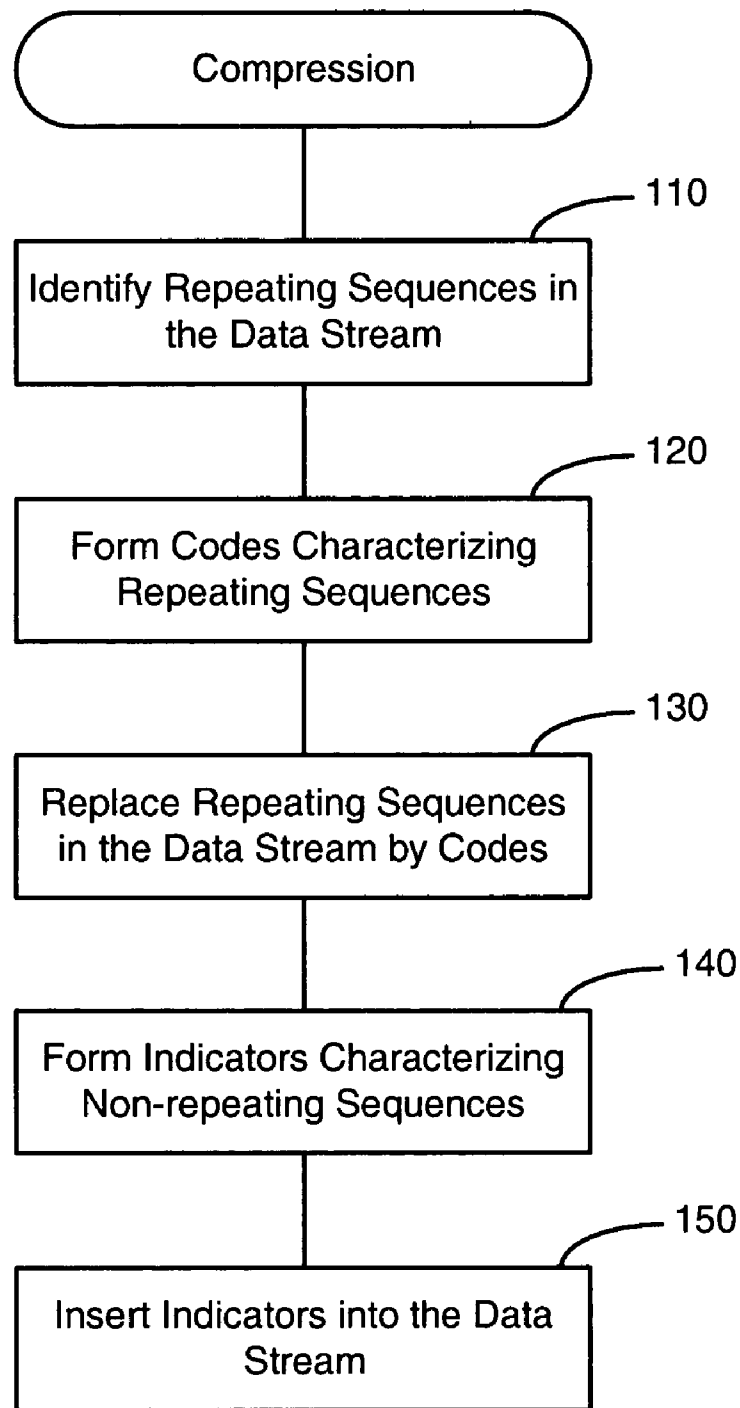 Compression
110
Identify Repeating Sequences in
the Data Stream
120
Form Codes Characterizing
Repeating Sequences
130
Replace Repeating Sequences
in the Data Stream by Codes
140
Form Indicators Characterizing
Non-repeating Sequences
150
Insert Indicators into the Data
Stream